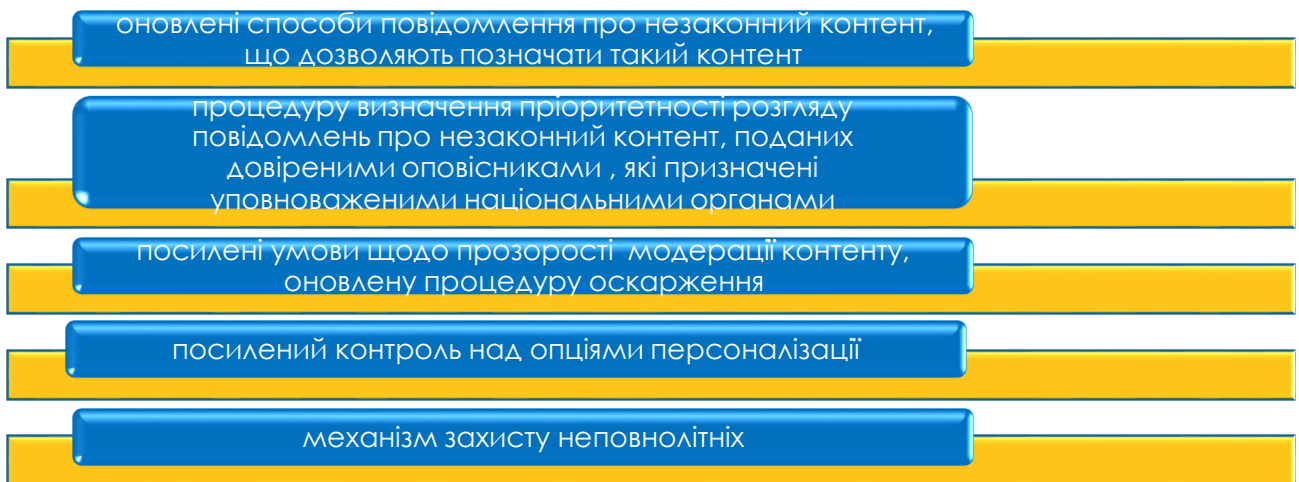 оновлені способи повідомлення про незаконний контент,
що дозволяють позначати такий контент
процедуру визначення пріоритетності розгляду
повідомлень про незаконний контент, поданих
довіреними оповісниками , які призначені
уповноваженими національними органами
посилені умови щодо прозорості модерації контенту,
оновлену процедуру оскарження
посилений контроль над опціями персоналізації
механізм захисту неповнолітніх